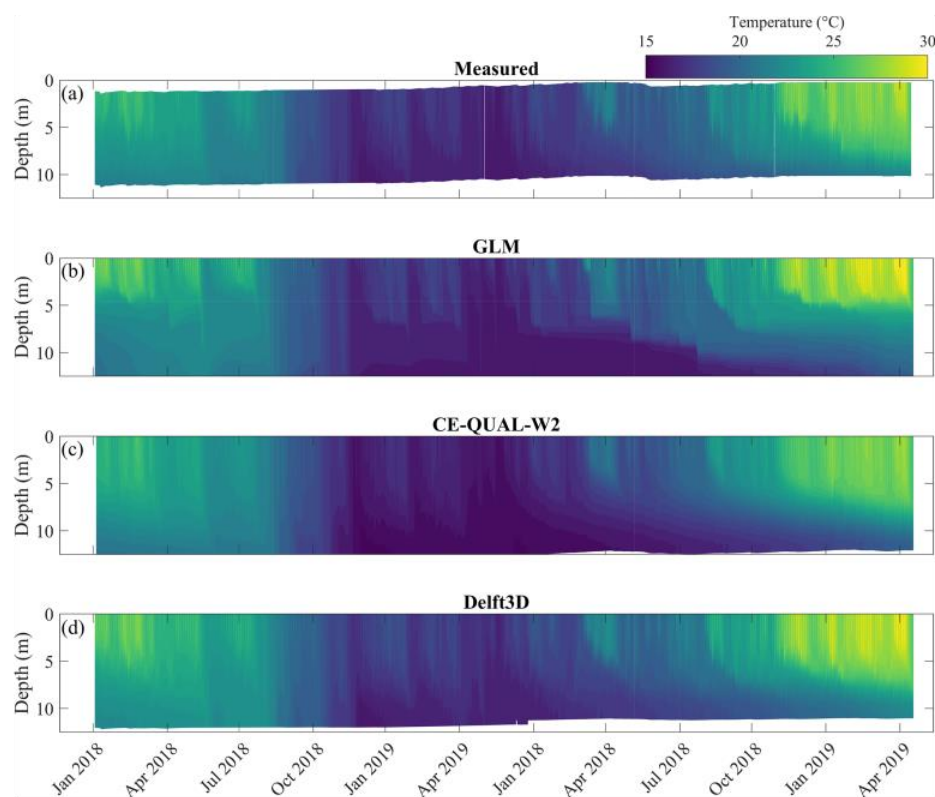 Temperature (°C)
15 20 25 30
Measured
(a)
Depth (m)
0
5
10
GLM
(b)
Depth (m)
0
5
10
CE-QUAL-W2
(c)
Depth (m)
0
5
10
Delft3D
(d)
Depth (m)
0
5
10
Jan 2018 Apr 2018 Jul 2018 Oct 2018 Jan 2019 Apr 2019 Jan 2018 Apr 2018 Jul 2018 Oct 2018 Jan 2019 Apr 2019